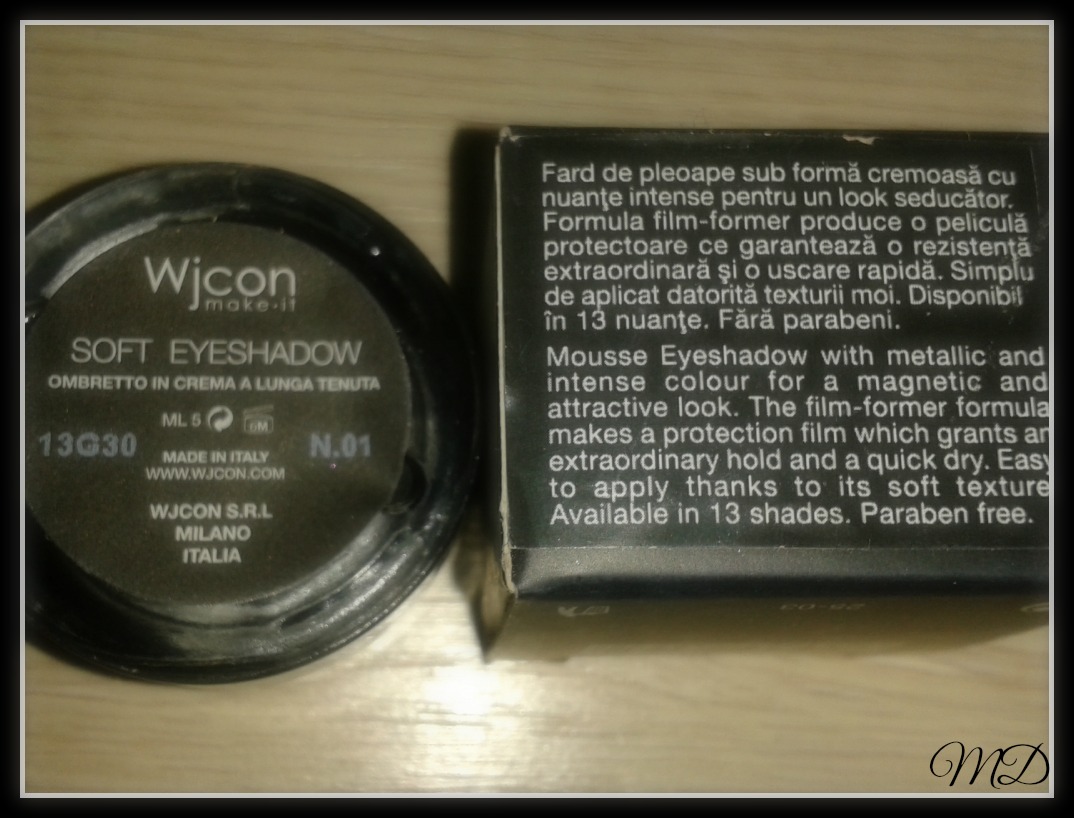 Wjcon
make·it
SOFT EYESHADOW
OMBRETTO IN CREMA A LUNGA TENUTA
ML 5 6M
13G30 N.01
MADE IN ITALY
WWW.WJCON.COM
WJCON S.R.L
MILANO
ITALIA
Fard de pleoape sub formă cremoasă cu
nuanţe intense pentru un look seducător.
Formula film-former produce o peliculă
protectoare ce garantează o rezistenţă
extraordinară şi o uscare rapidă. Simplu
de aplicat datorită texturii moi. Disponibil
în 13 nuanţe. Fără parabeni.
Mousse Eyeshadow with metallic and
intense colour for a magnetic and
attractive look. The film-former formula
makes a protection film which grants an
extraordinary hold and a quick dry. Easy
to apply thanks to its soft texture
Available in 13 shades. Paraben free.
MD